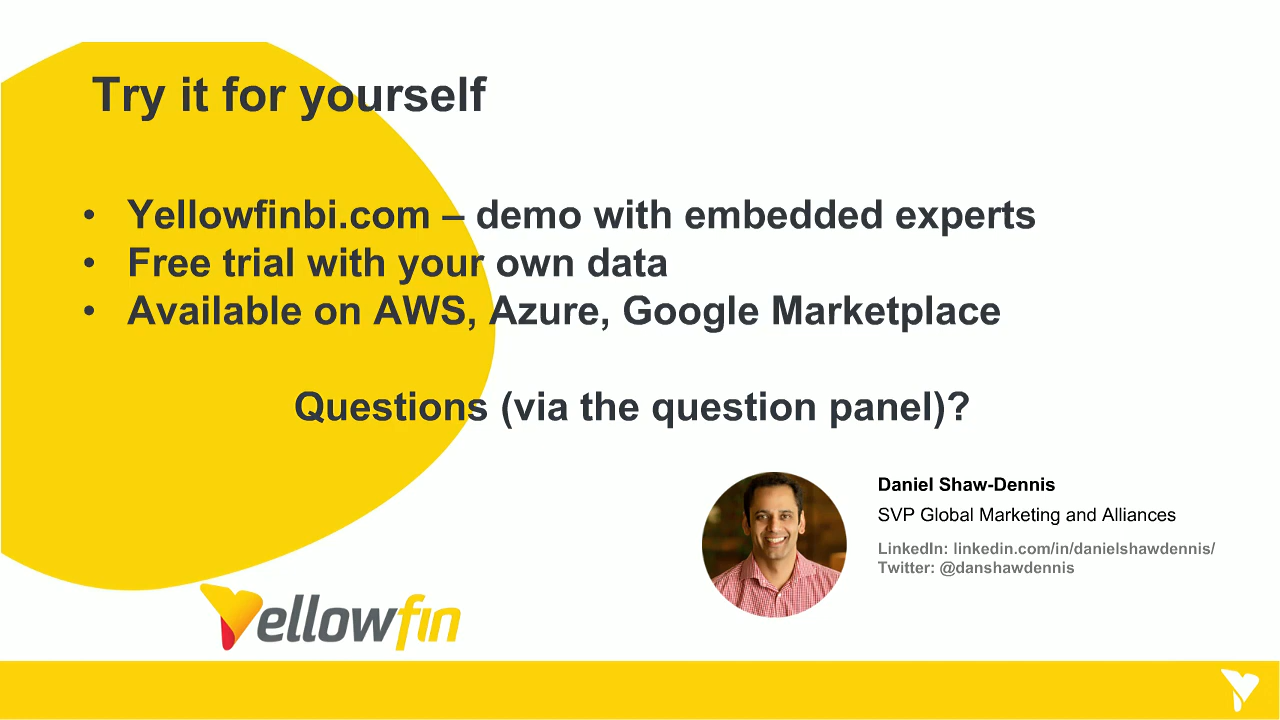 Try it for yourself
• Yellowfinbi.com – demo with embedded experts
• Free trial with your own data
• Available on AWS, Azure, Google Marketplace
Questions (via the question panel)?
Daniel Shaw-Dennis
SVP Global Marketing and Alliances
LinkedIn: linkedin.com/in/danielshawdennis/
Twitter: @danshawdennis
Yellowfin